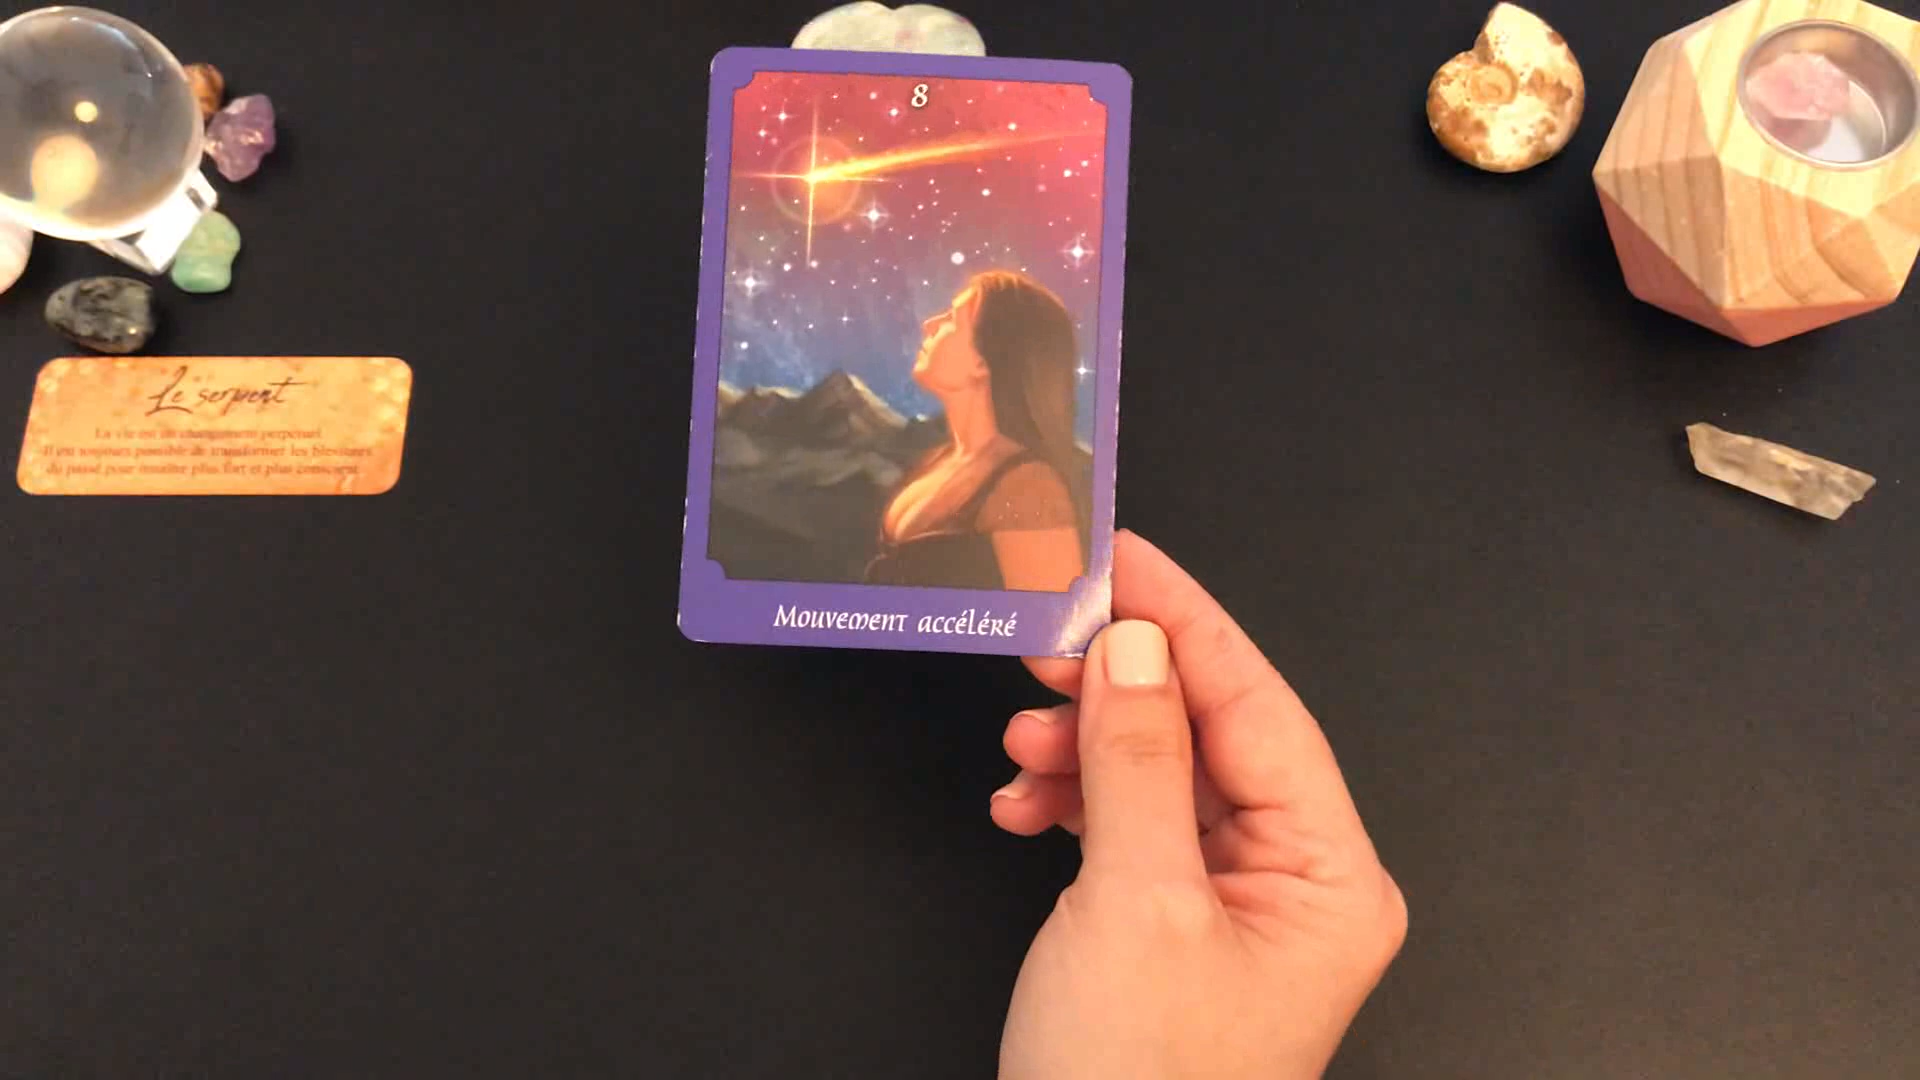 8
Mouvement accéléré
Le serpent
La vie est un changement perpétuel.
Il est toujours possible de transformer les blessures
du passé pour renaître plus fort et plus conscient.